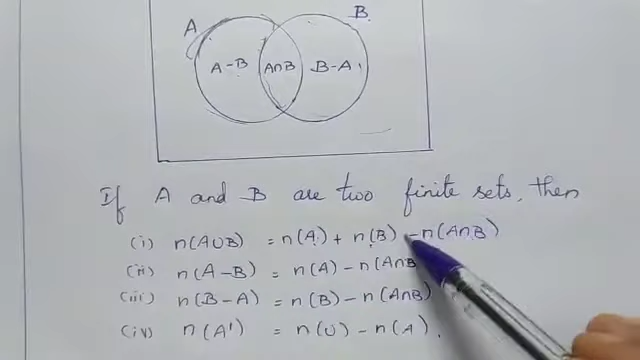 A B
A-B A∩B B-A
If A and B are two finite sets, then
(i) n(A∪B) = n(A) + n(B) - n(A∩B)
(ii) n(A-B) = n(A) - n(A∩B
(iii) n(B-A) = n(B) - n(A∩B)
(iv) n(A') = n(U) - n(A).